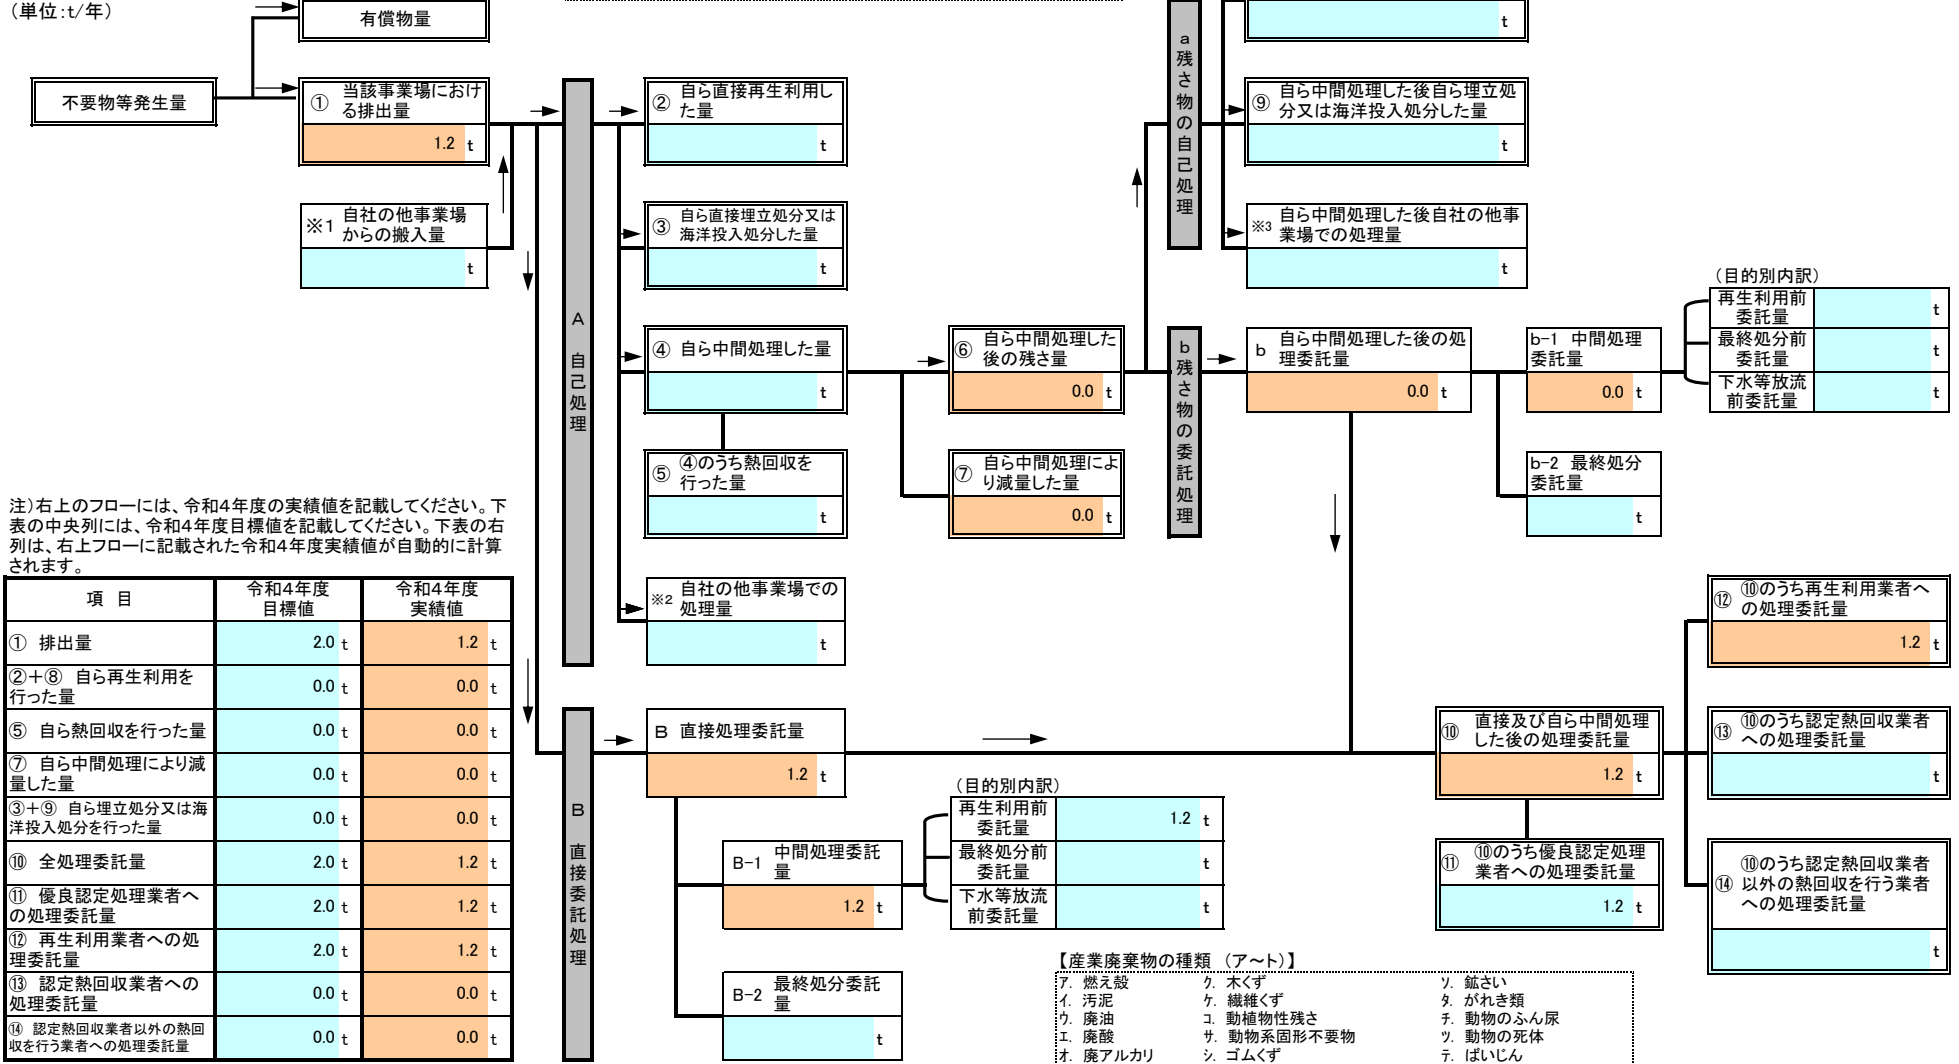 （単位：t/年）
有償物量
t
不要物等発生量
① 当該事業場におけ
る排出量
1.2 t
※1 自社の他事業場
からの搬入量
t
A 自己処理
② 自ら直接再生利用し
た量
t
③ 自ら直接埋立処分又は
海洋投入処分した量
t
④ 自ら中間処理した量
t
⑤ ④のうち熱回収を
行った量
t
※2 自社の他事業場での
処理量
t
⑥ 自ら中間処理した
後の残さ量
0.0 t
⑦ 自ら中間処理によ
り減量した量
0.0 t
a残さ物の自己処理
⑨ 自ら中間処理した後自ら埋立処
分又は海洋投入処分した量
t
※3 自ら中間処理した後自社の他事
業場での処理量
t
b残さ物の委託処理
b 自ら中間処理した後の処
理委託量
0.0 t
b-1 中間処理
委託量
0.0 t
b-2 最終処分
委託量
t
（目的別内訳）
再生利用前
委託量 t
最終処分前
委託量 t
下水等放流
前委託量 t
注）右上のフローには、令和4年度の実績値を記載してください。下
表の中央列には、令和4年度目標値を記載してください。下表の右
列は、右上フローに記載された令和4年度実績値が自動的に計算
されます。
項 目 令和4年度 目標値 令和4年度 実績値
① 排出量 2.0 t 1.2 t
②＋⑧ 自ら再生利用を
行った量 0.0 t 0.0 t
⑤ 自ら熱回収を行った量 0.0 t 0.0 t
⑦ 自ら中間処理により減
量した量 0.0 t 0.0 t
③＋⑨ 自ら埋立処分又は海
洋投入処分を行った量 0.0 t 0.0 t
⑩ 全処理委託量 2.0 t 1.2 t
⑪ 優良認定処理業者へ
の処理委託量 2.0 t 1.2 t
⑫ 再生利用業者への処
理委託量 2.0 t 1.2 t
⑬ 認定熱回収業者への
処理委託量 0.0 t 0.0 t
⑭ 認定熱回収業者以外の熱回
収を行う業者への処理委託量 0.0 t 0.0 t
B 直接委託処理
B 直接処理委託量
1.2 t
B-1 中間処理委託
量
1.2 t
B-2 最終処分委託
量
t
（目的別内訳）
再生利用前
委託量 1.2 t
最終処分前
委託量 t
下水等放流
前委託量 t
⑩ 直接及び自ら中間処理
した後の処理委託量
1.2 t
⑪ ⑩のうち優良認定処理
業者への処理委託量
1.2 t
⑫ ⑩のうち再生利用業者へ
の処理委託量
1.2 t
⑬ ⑩のうち認定熱回収業者
への処理委託量
t
⑭ ⑩のうち認定熱回収業者
以外の熱回収を行う業者
への処理委託量
t
【産業廃棄物の種類 （ア～ト）】
ｱ. 燃え殻 ｸ. 木くず ｿ. 鉱さい
ｲ. 汚泥 ｹ. 繊維くず ﾀ. がれき類
ｳ. 廃油 ｺ. 動植物性残さ ﾁ. 動物のふん尿
ｴ. 廃酸 ｻ. 動物系固形不要物 ﾂ. 動物の死体
ｵ. 廃アルカリ ｼ. ゴムくず ﾃ. ばいじん